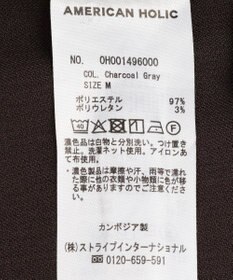 AMERICAN HOLIC
NO. 0H001496000
COL. Charcoal Gray
SIZE M
ポリエステル 97%
ポリウレタン 3%
40
濃色品は白物と分別洗い。つけ置き
禁止。洗濯ネット使用。アイロンあ
て布使用。
・濃色製品は摩擦や汗、雨等で濡れ
た際に他の衣類や小物類に色が移
る事がありますのでご注意下さ
い。
カンボジア製
(株)ストライプインターナショナル
0120-659-591